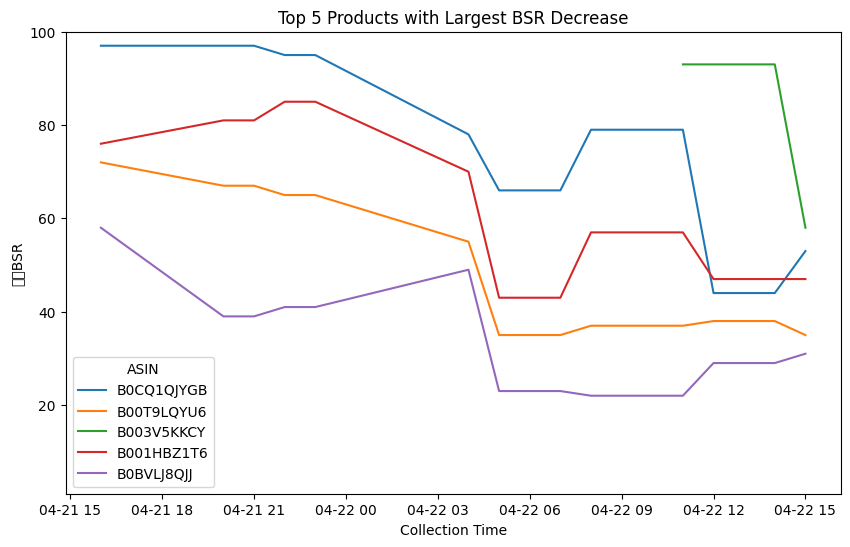 Top 5 Products with Largest BSR Decrease
100
80
60
40
20
BSR
ASIN
B0CQ1QJYGB
B00T9LQYU6
B003V5KKCY
B001HBZ1T6
B0BVLJ8QJJ
04-21 15
04-21 18
04-21 21
04-22 00
04-22 03
04-22 06
04-22 09
04-22 12
04-22 15
Collection Time